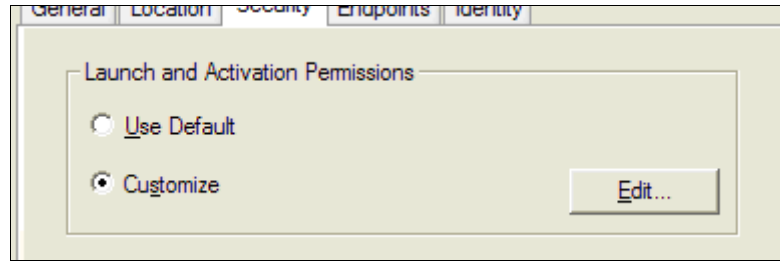 General Location Security Endpoints Identity
Launch and Activation Permissions
Use Default
Customize
Edit...